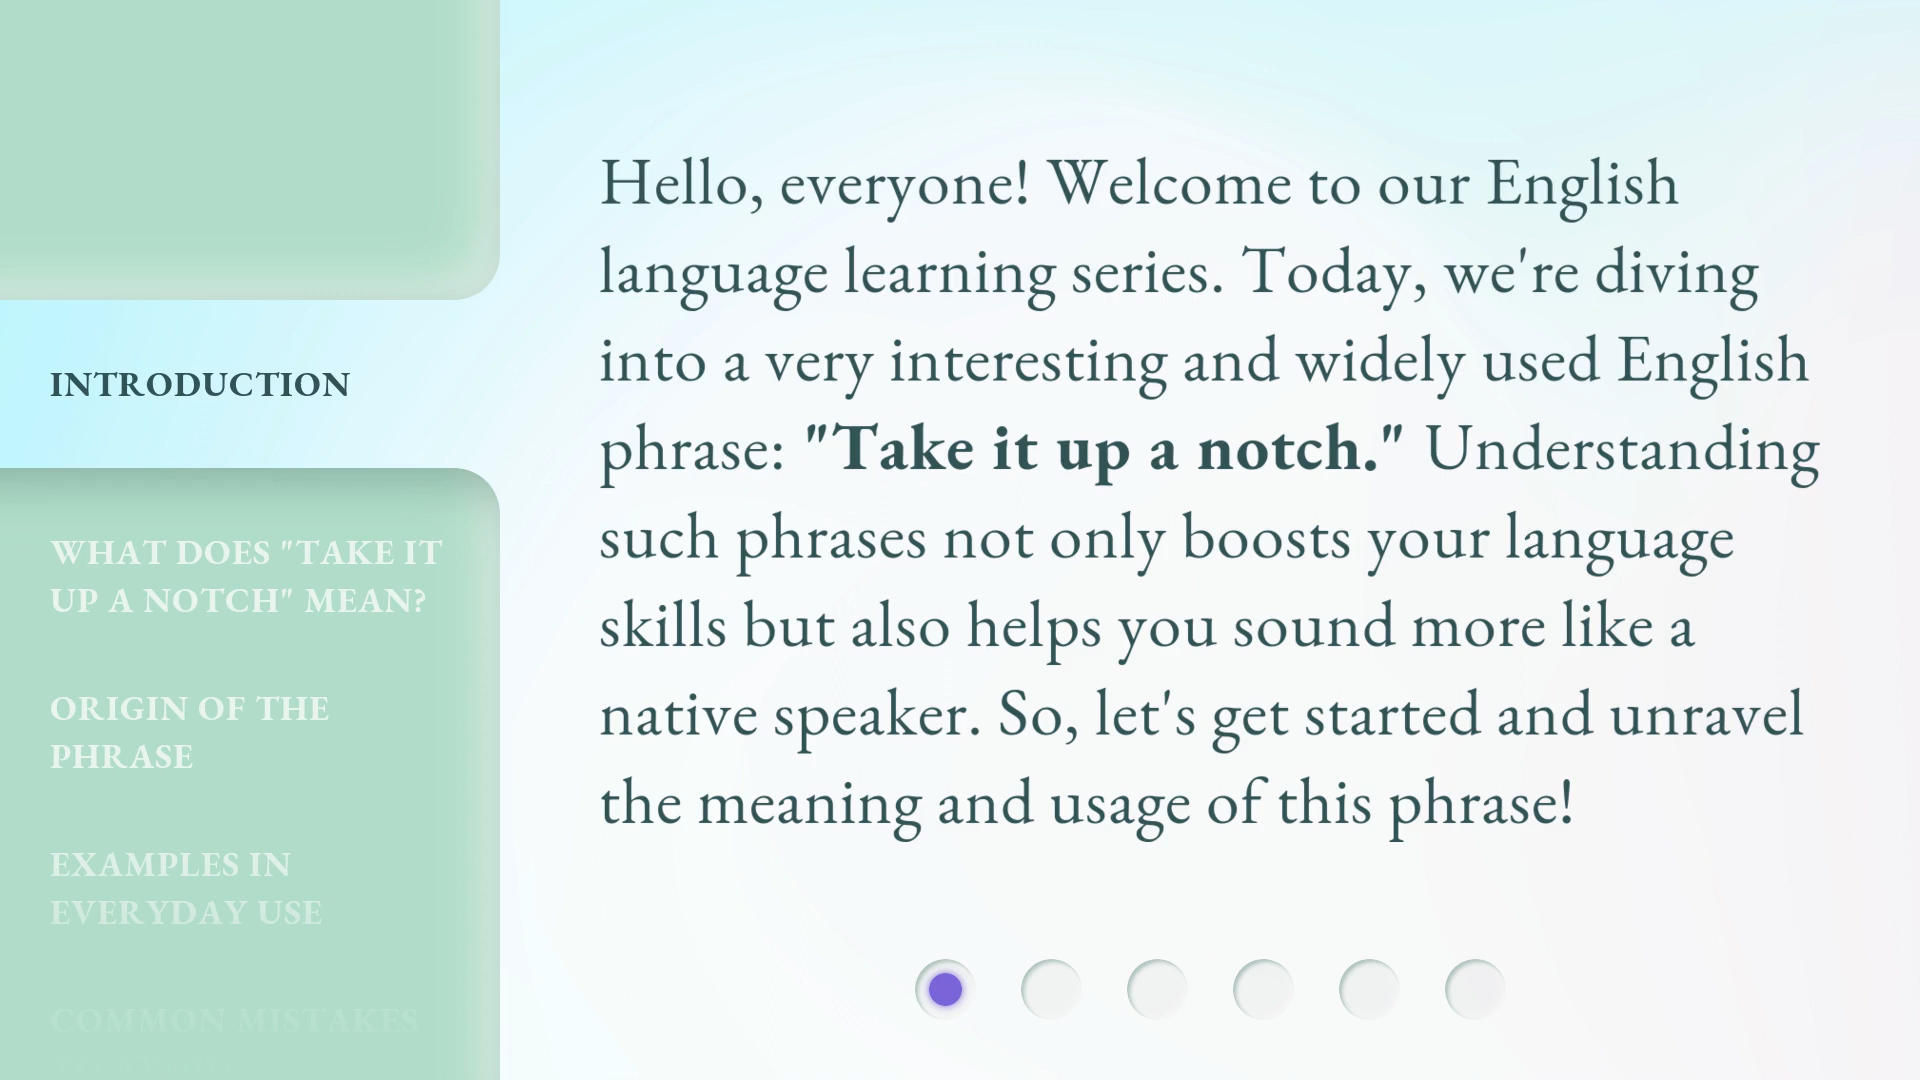 INTRODUCTION
WHAT DOES "TAKE IT
UP A NOTCH" MEAN?
ORIGIN OF THE
PHRASE
EXAMPLES IN
EVERYDAY USE
COMMON MISTAKES
Hello, everyone! Welcome to our English
language learning series. Today, we're diving
into a very interesting and widely used English
phrase: "Take it up a notch." Understanding
such phrases not only boosts your language
skills but also helps you sound more like a
native speaker. So, let's get started and unravel
the meaning and usage of this phrase!